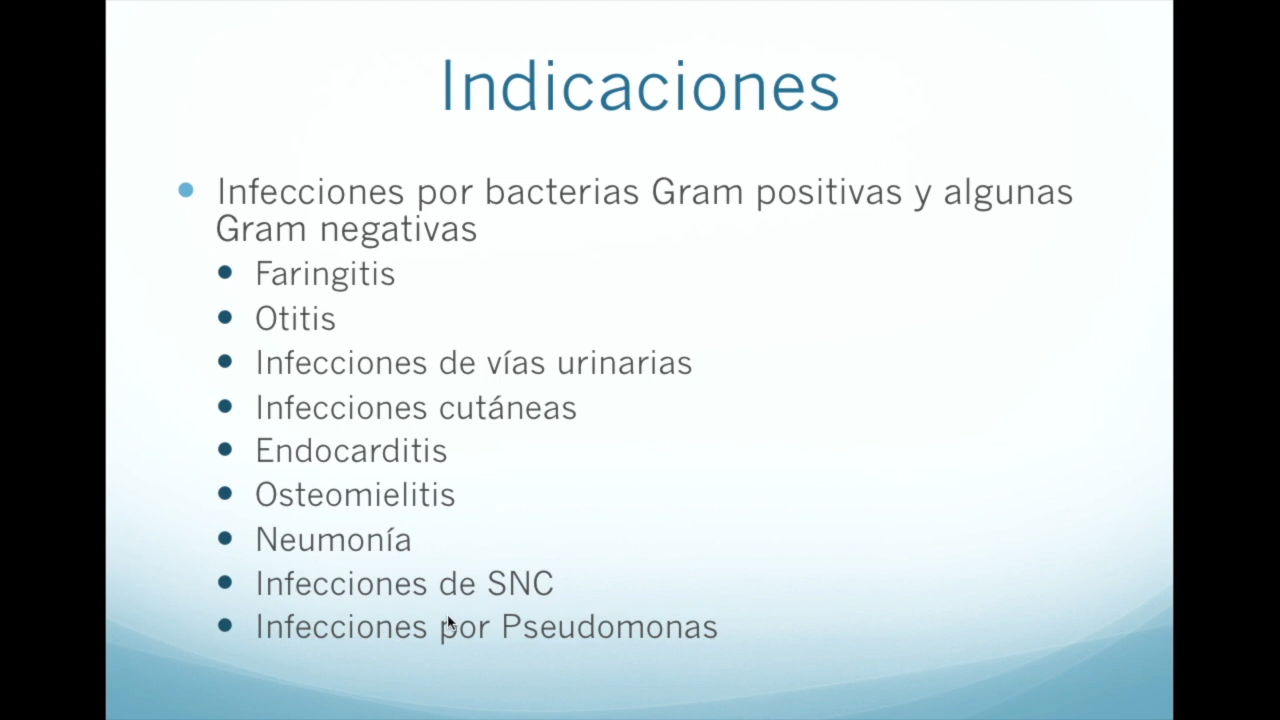 Indicaciones
Infecciones por bacterias Gram positivas y algunas
Gram negativas
Faringitis
Otitis
Infecciones de vías urinarias
Infecciones cutáneas
Endocarditis
Osteomielitis
Neumonía
Infecciones de SNC
Infecciones por Pseudomonas